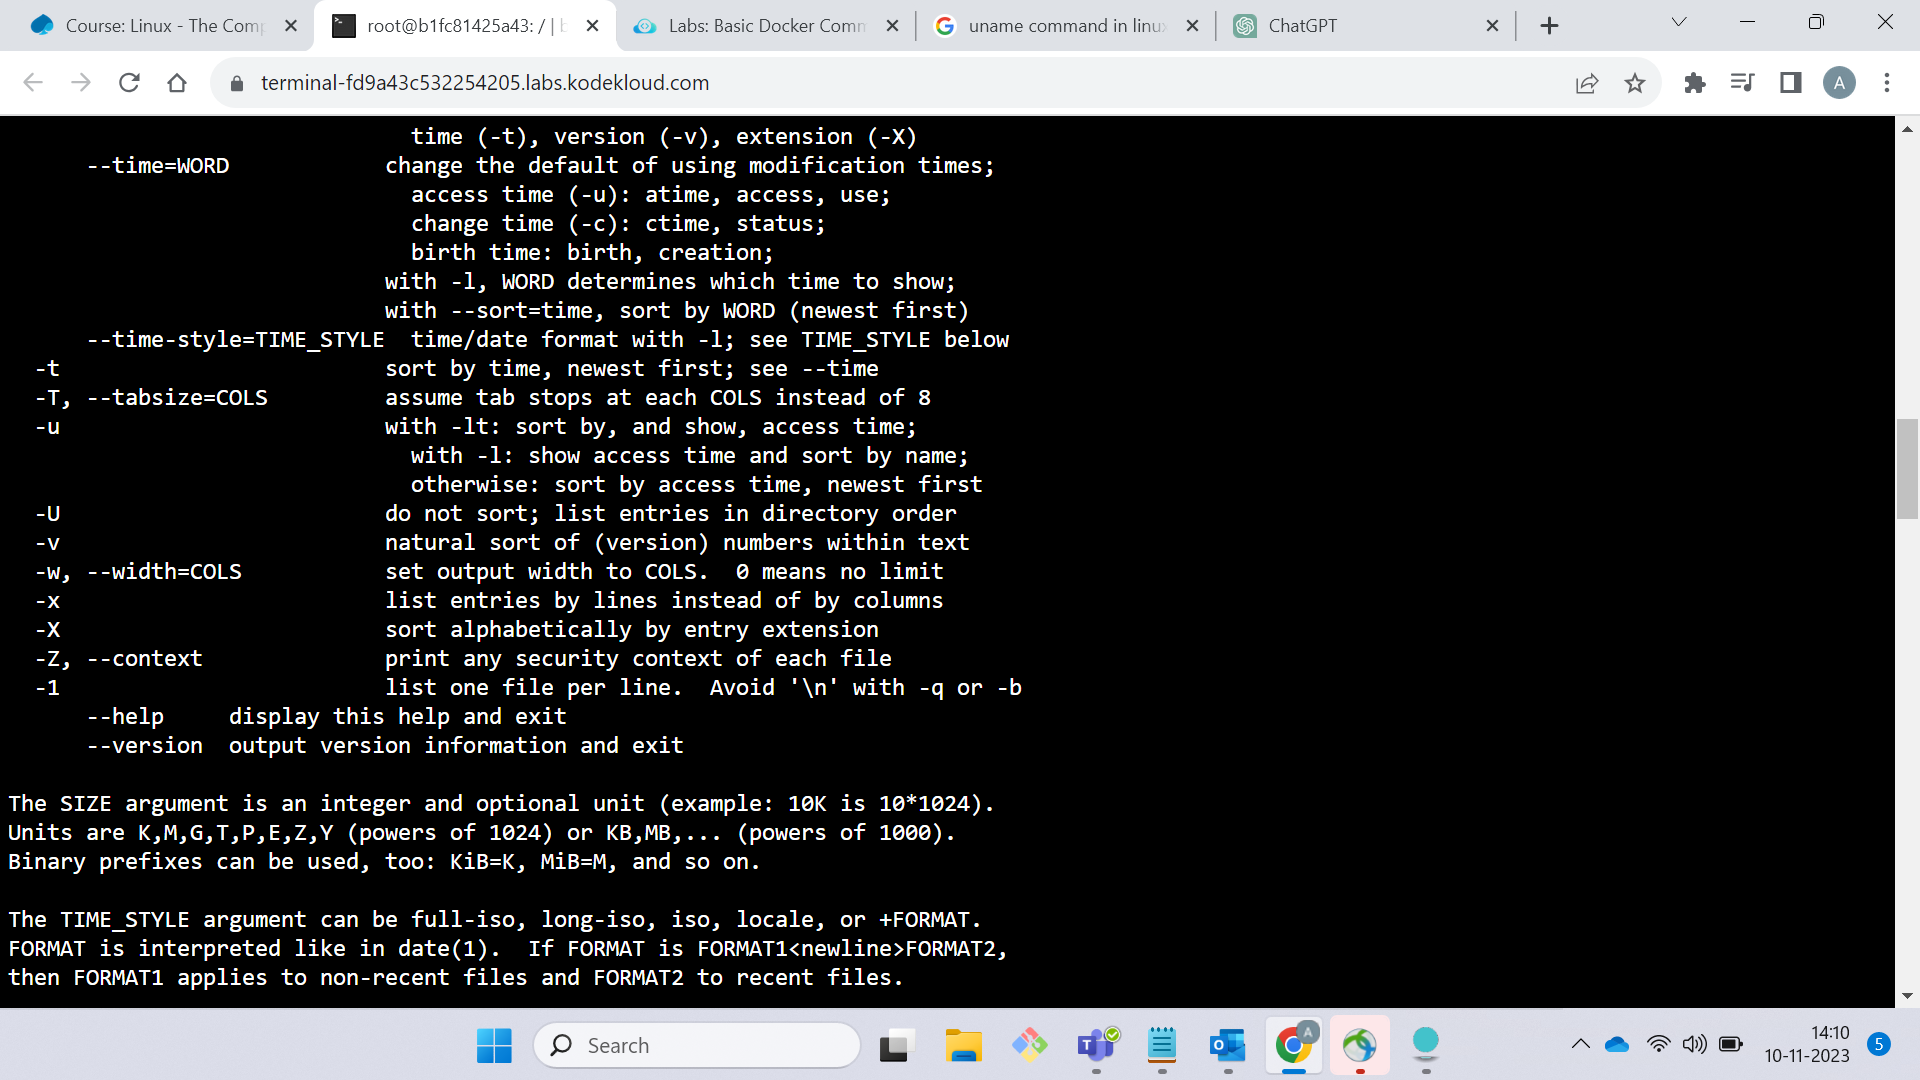 Course: Linux - The Comp
root@b1fc81425a43: / | b
Labs: Basic Docker Comm
uname command in linux
ChatGPT
terminal-fd9a43c532254205.labs.kodekloud.com
A
time (-t), version (-v), extension (-X)
--time=WORD change the default of using modification times;
access time (-u): atime, access, use;
change time (-c): ctime, status;
birth time: birth, creation;
with -l, WORD determines which time to show;
with --sort=time, sort by WORD (newest first)
--time-style=TIME_STYLE time/date format with -l; see TIME_STYLE below
-t sort by time, newest first; see --time
-T, --tabsize=COLS assume tab stops at each COLS instead of 8
-u with -lt: sort by, and show, access time;
with -l: show access time and sort by name;
otherwise: sort by access time, newest first
-U do not sort; list entries in directory order
-v natural sort of (version) numbers within text
-w, --width=COLS set output width to COLS. 0 means no limit
-x list entries by lines instead of by columns
-X sort alphabetically by entry extension
-Z, --context print any security context of each file
-1 list one file per line. Avoid '\n' with -q or -b
--help display this help and exit
--version output version information and exit
The SIZE argument is an integer and optional unit (example: 10K is 10*1024).
Units are K,M,G,T,P,E,Z,Y (powers of 1024) or KB,MB,... (powers of 1000).
Binary prefixes can be used, too: KiB=K, MiB=M, and so on.
The TIME_STYLE argument can be full-iso, long-iso, iso, locale, or +FORMAT.
FORMAT is interpreted like in date(1). If FORMAT is FORMAT1<newline>FORMAT2,
then FORMAT1 applies to non-recent files and FORMAT2 to recent files.
Search
A
14:10
10-11-2023
5